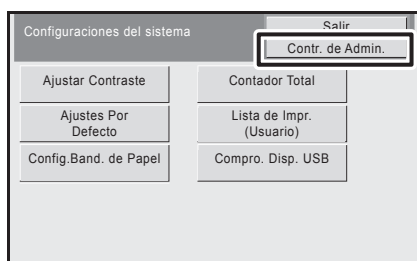 Configuraciones del sistema
Salir
Contr. de Admin.
Ajustar Contraste
Contador Total
Ajustes Por
Defecto
Lista de Impr.
(Usuario)
Config.Band. de Papel
Compro. Disp. USB